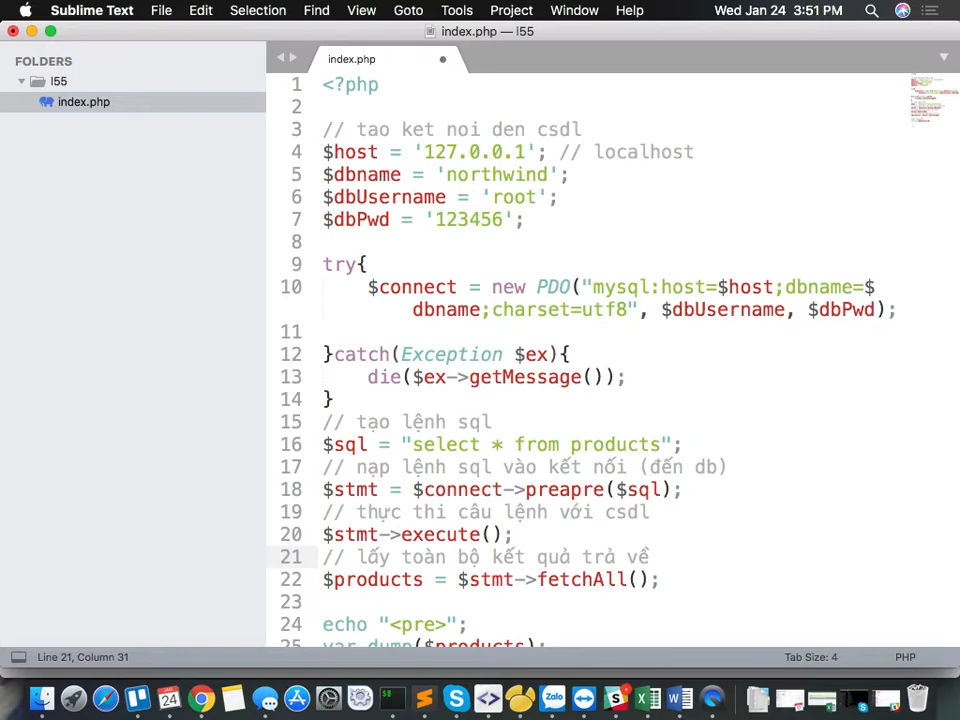 Sublime Text File Edit Selection Find View Goto Tools Project Window Help Wed Jan 24 3:51 PM
index.php — l55
FOLDERS
l55
index.php
index.php
1 <?php
2
3 // tao ket noi den csdl
4 $host = '127.0.0.1'; // localhost
5 $dbname = 'northwind';
6 $dbUsername = 'root';
7 $dbPwd = '123456';
8
9 try{
10 $connect = new PDO("mysql:host=$host;dbname=$
dbname;charset=utf8", $dbUsername, $dbPwd);
11
12 }catch(Exception $ex){
13 die($ex->getMessage());
14 }
15 // tạo lệnh sql
16 $sql = "select * from products";
17 // nạp lệnh sql vào kết nối (đến db)
18 $stmt = $connect->preapre($sql);
19 // thực thi câu lệnh với csdl
20 $stmt->execute();
21 // lấy toàn bộ kết quả trả về
22 $products = $stmt->fetchAll();
23
24 echo "<pre>";
25 var_dump($products);
Line 21, Column 31 Tab Size: 4 PHP
Zalo